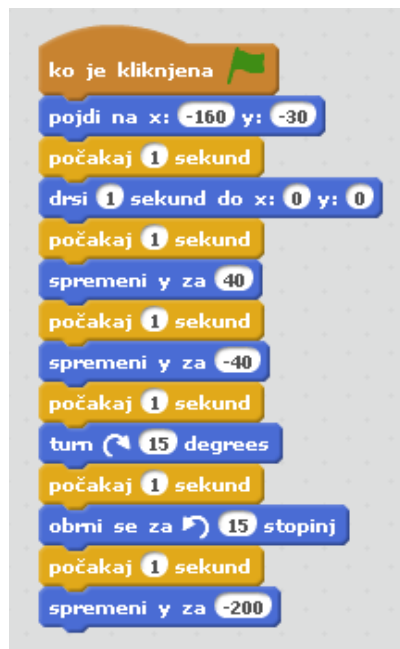 ko je kliknjena
pojdi na x: -160 y: -30
počakaj 1 sekund
drsi 1 sekund do x: 0 y: 0
počakaj 1 sekund
spremeni y za 40
počakaj 1 sekund
spremeni y za -40
počakaj 1 sekund
turn 15 degrees
počakaj 1 sekund
obrni se za 15 stopinj
počakaj 1 sekund
spremeni y za -200